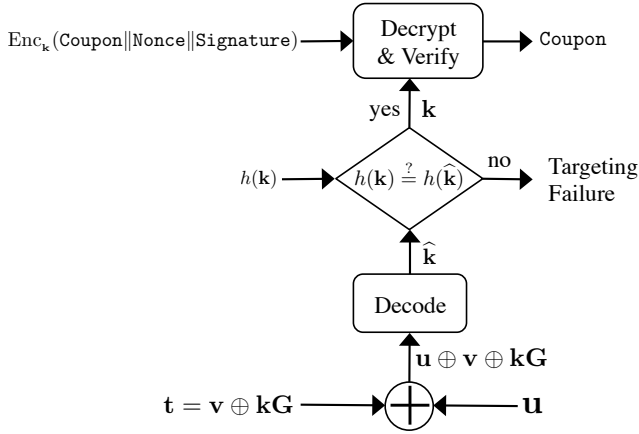 Enc_k(Coupon‖Nonce‖Signature)
Decrypt
& Verify
Coupon
yes
k
h(k)
h(k) ≟ h(k̂)
no
Targeting
Failure
k̂
Decode
u ⊕ v ⊕ kG
t = v ⊕ kG
u